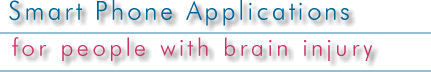 Smart Phone Applications
for people with brain injury